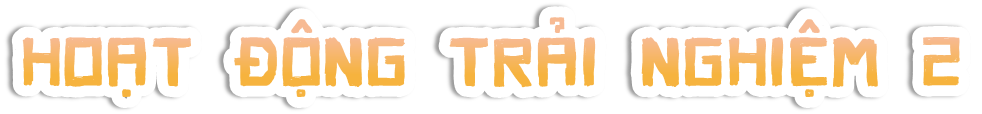 HOẠT ĐỘNG TRẢI NGHIỆM 2